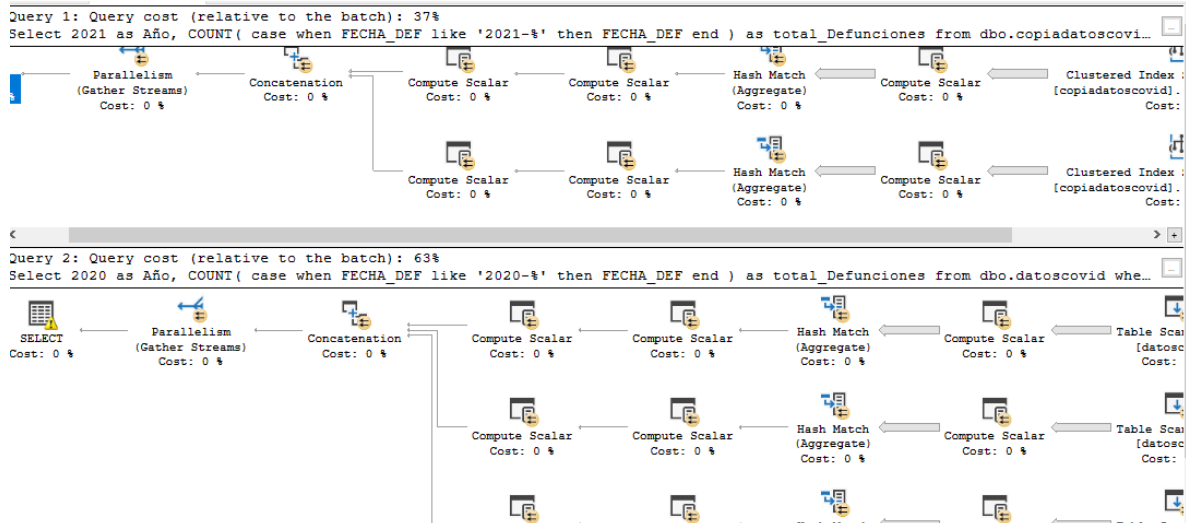 Query 1: Query cost (relative to the batch): 37%
Select 2021 as Año, COUNT( case when FECHA_DEF like '2021-%' then FECHA_DEF end ) as total_Defunciones from dbo.copiadatoscovi…
Parallelism
(Gather Streams)
Cost: 0 %
Concatenation
Cost: 0 %
Compute Scalar
Cost: 0 %
Compute Scalar
Cost: 0 %
Hash Match
(Aggregate)
Cost: 0 %
Compute Scalar
Cost: 0 %
Clustered Index
[copiadatoscovid].
Cost:
Compute Scalar
Cost: 0 %
Compute Scalar
Cost: 0 %
Hash Match
(Aggregate)
Cost: 0 %
Compute Scalar
Cost: 0 %
Clustered Index
[copiadatoscovid].
Cost:
Query 2: Query cost (relative to the batch): 63%
Select 2020 as Año, COUNT( case when FECHA_DEF like '2020-%' then FECHA_DEF end ) as total_Defunciones from dbo.datoscovid whe…
SELECT
Cost: 0 %
Parallelism
(Gather Streams)
Cost: 0 %
Concatenation
Cost: 0 %
Compute Scalar
Cost: 0 %
Compute Scalar
Cost: 0 %
Hash Match
(Aggregate)
Cost: 0 %
Compute Scalar
Cost: 0 %
Table Sca
[datosc
Cost:
Compute Scalar
Cost: 0 %
Compute Scalar
Cost: 0 %
Hash Match
(Aggregate)
Cost: 0 %
Compute Scalar
Cost: 0 %
Table Sca
[datosc
Cost: